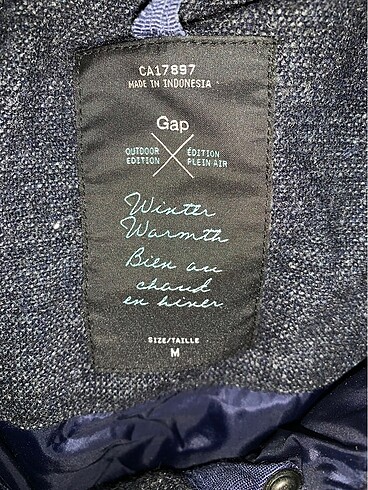 CA17897
MADE IN INDONESIA
Gap
OUTDOOR ÉDITION
EDITION PLEIN AIR
Winter
Warmth
Bien au
chaud
en hiver.
SIZE/TAILLE
M